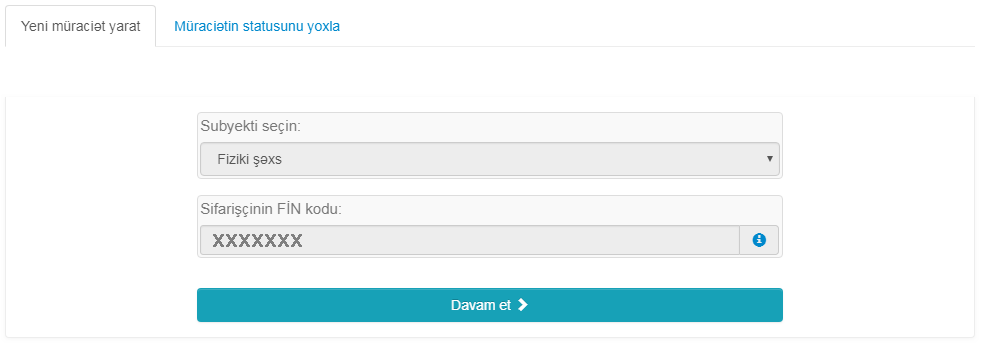 Yeni müraciət yarat
Müraciətin statusunu yoxla
Subyekti seçin:
Fiziki şəxs
Sifarişçinin FİN kodu:
XXXXXXX
Davam et